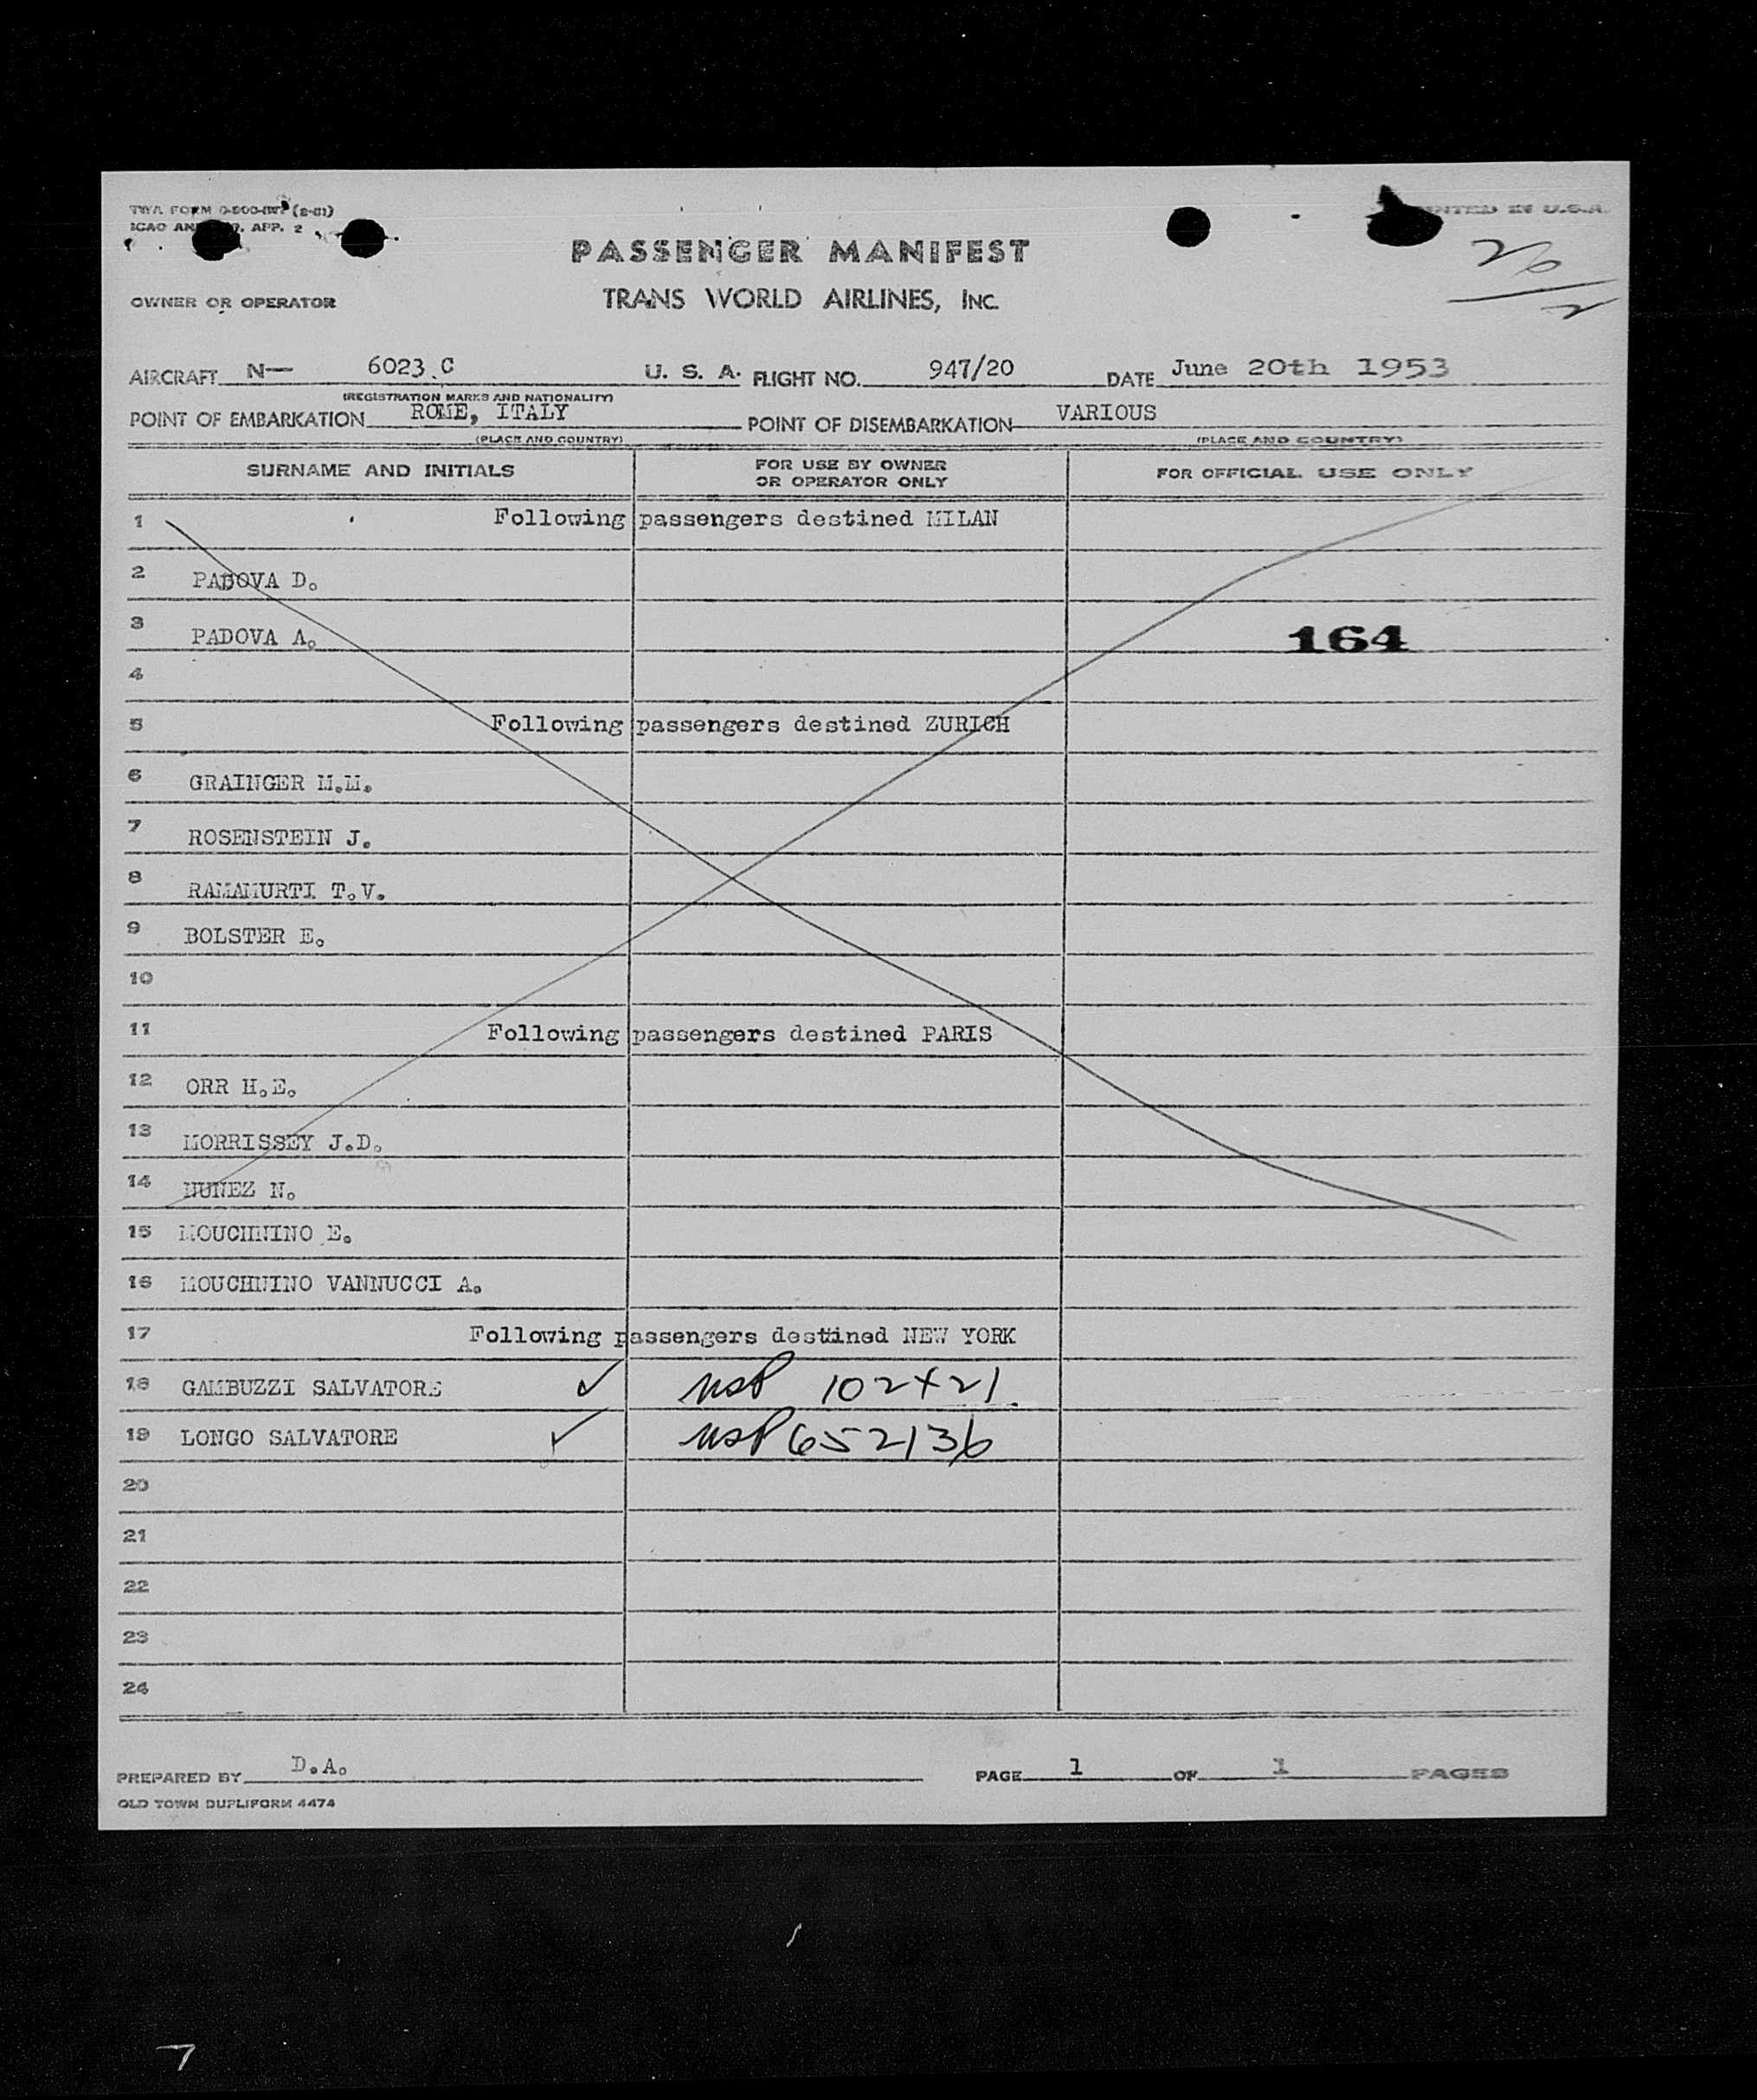 TWA FORM
ICAO APP. 2
PRINTED IN U.S.A.
PASSENGER MANIFEST
26
2
OWNER OR OPERATOR
TRANS WORLD AIRLINES, INC.
AIRCRAFT N— 6023 C U. S. A. FLIGHT NO. 947/20 DATE June 20th 1953
(REGISTRATION MARKS AND NATIONALITY)
POINT OF EMBARKATION ROME, ITALY POINT OF DISEMBARKATION VARIOUS
(PLACE AND COUNTRY) (PLACE AND COUNTRY)
SURNAME AND INITIALS FOR USE BY OWNER OR OPERATOR ONLY FOR OFFICIAL USE ONLY
1 Following passengers destined MILAN
2 PADOVA D.
3 PADOVA A. 164
4
5 Following passengers destined ZURICH
6 GRAINGER M.M.
7 ROSENSTEIN J.
8 RAMAMURTI T.V.
9 BOLSTER E.
10
11 Following passengers destined PARIS
12 ORR H.E.
13 MORRISSEY J.D.
14 NUNEZ N.
15 MOUCHNINO E.
16 MOUCHNINO VANNUCCI A.
17 Following passengers destined NEW YORK
18 GAMBUZZI SALVATORE ✓ USP 102421
19 LONGO SALVATORE ✓ USP 652136
20
21
22
23
24
PREPARED BY D.A. PAGE 1 OF 1 PAGES
OLD TOWN DUPLIFORM 4474
7